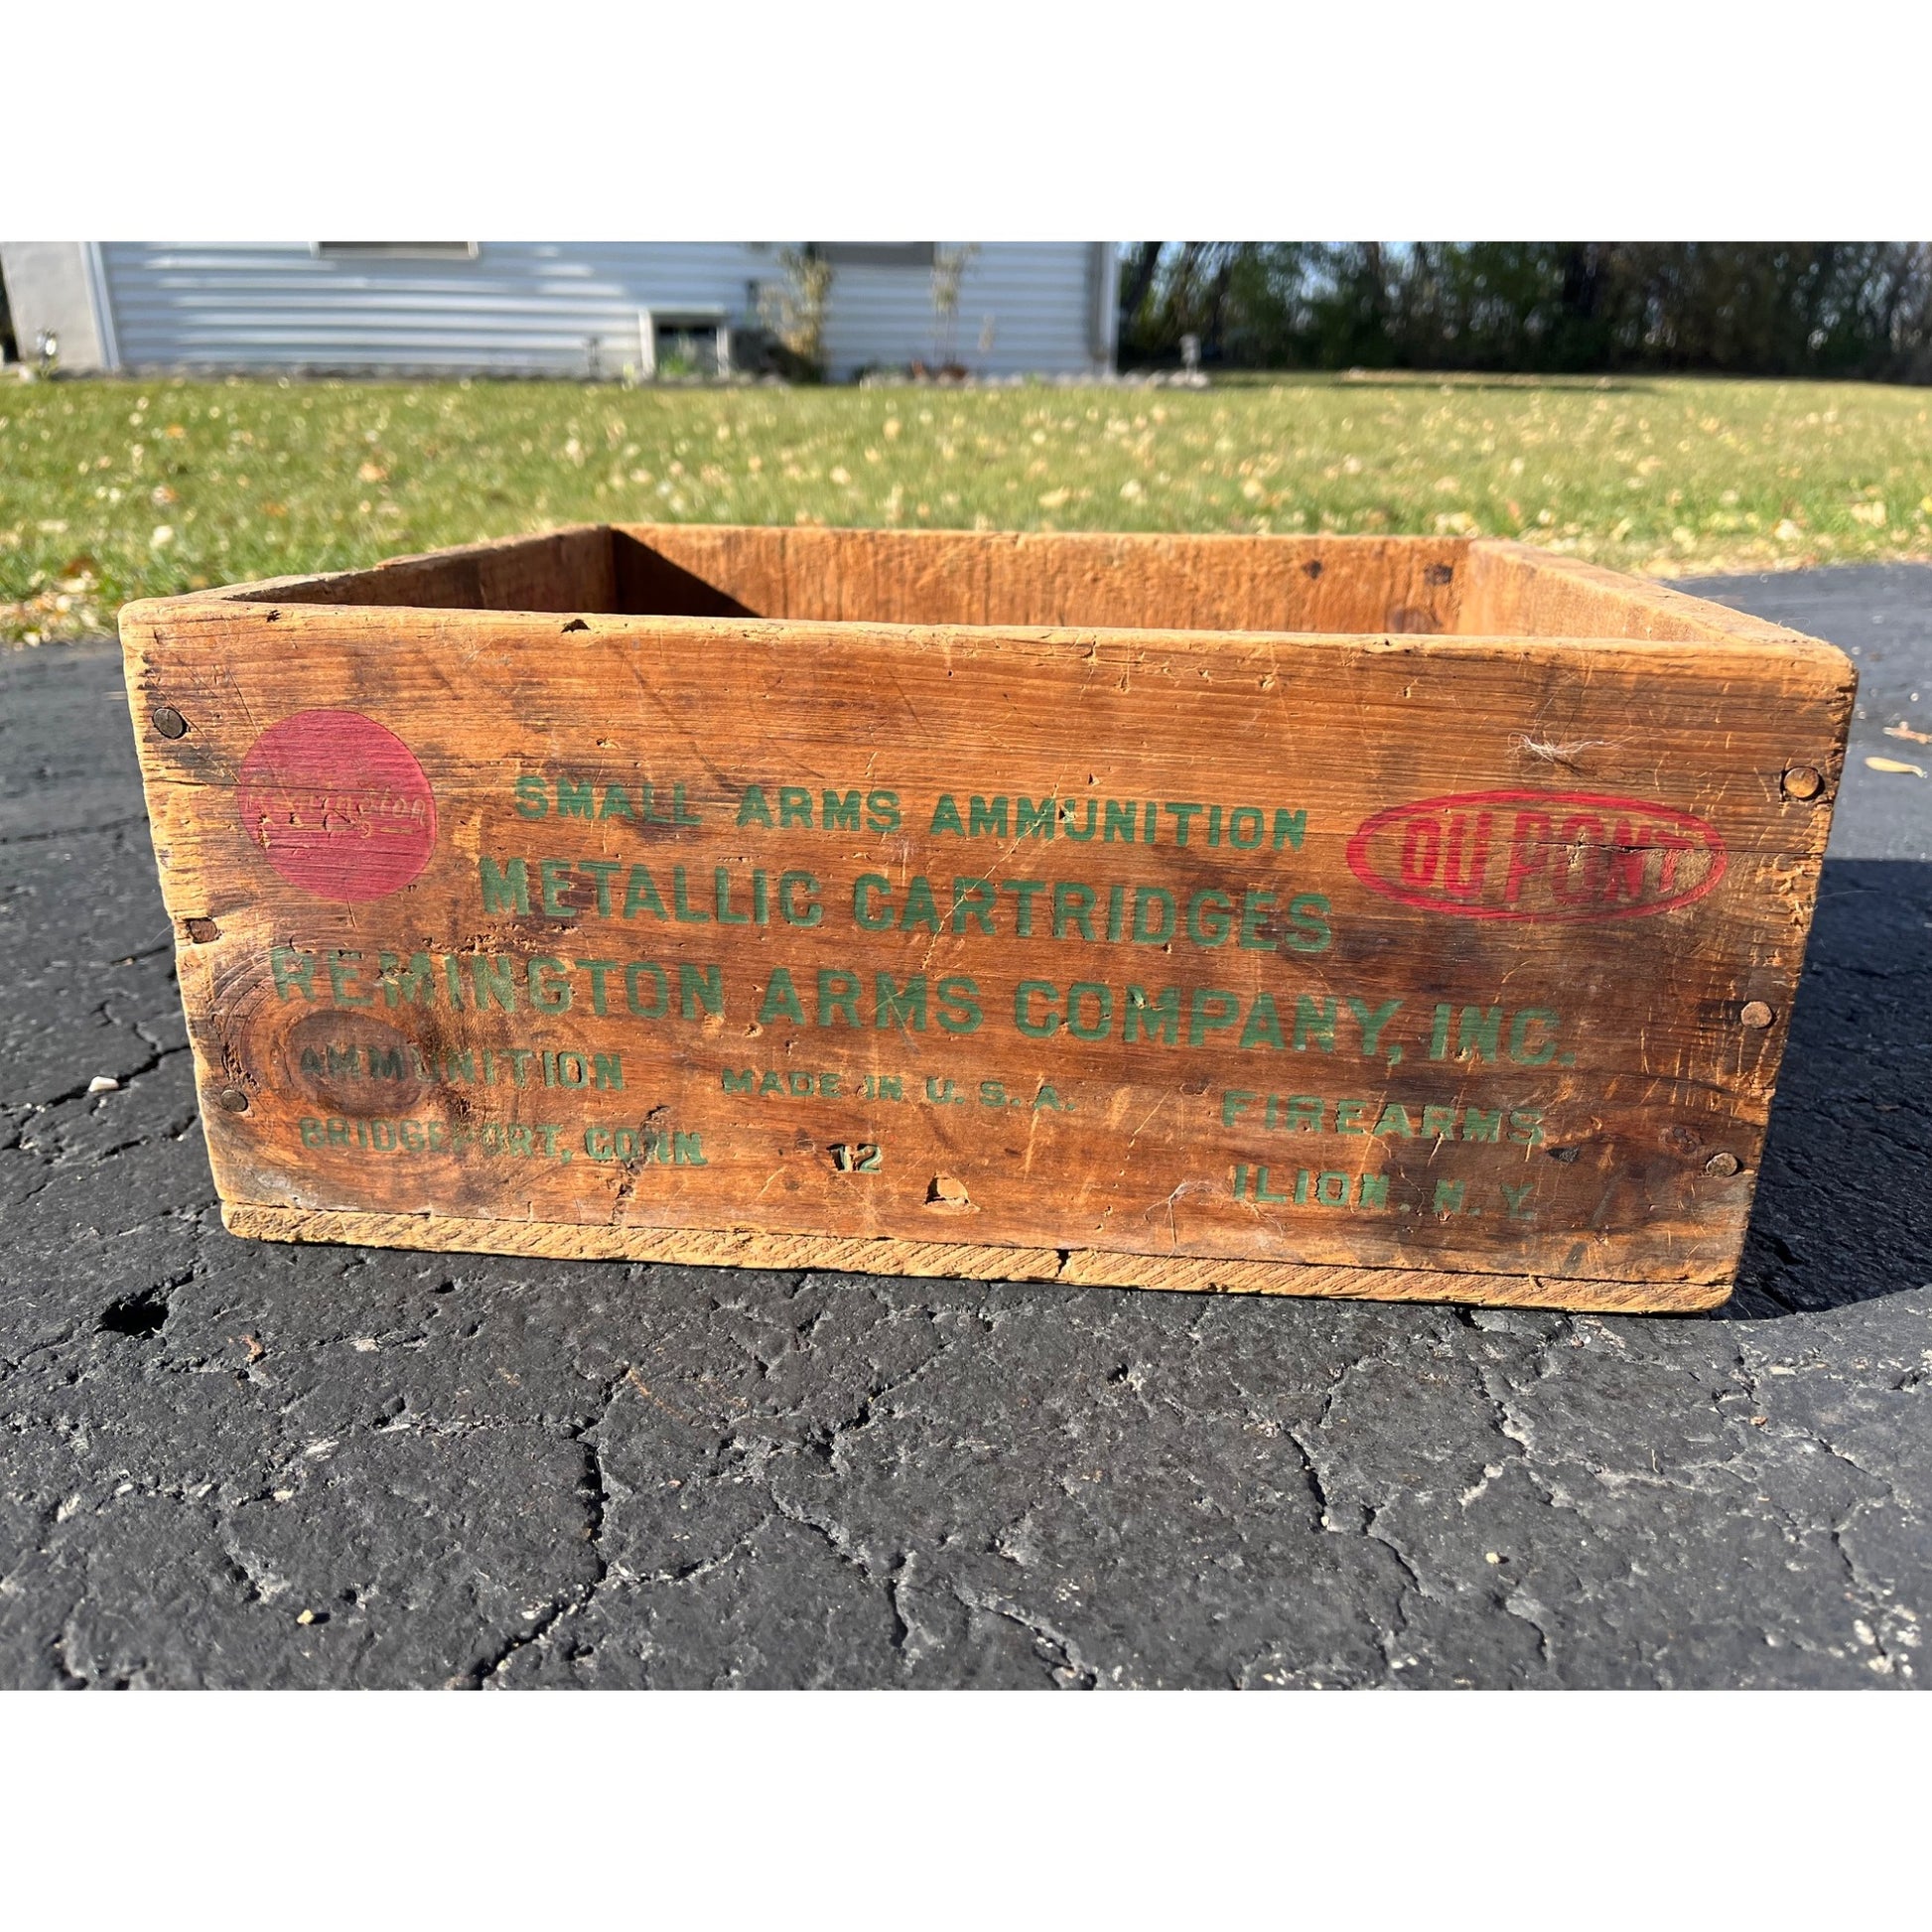 Remington
SMALL ARMS AMMUNITION
DU PONT
METALLIC CARTRIDGES
REMINGTON ARMS COMPANY, INC.
AMMUNITION
BRIDGEPORT, CONN.
MADE IN U.S.A.
12
FIREARMS
ILION, N.Y.